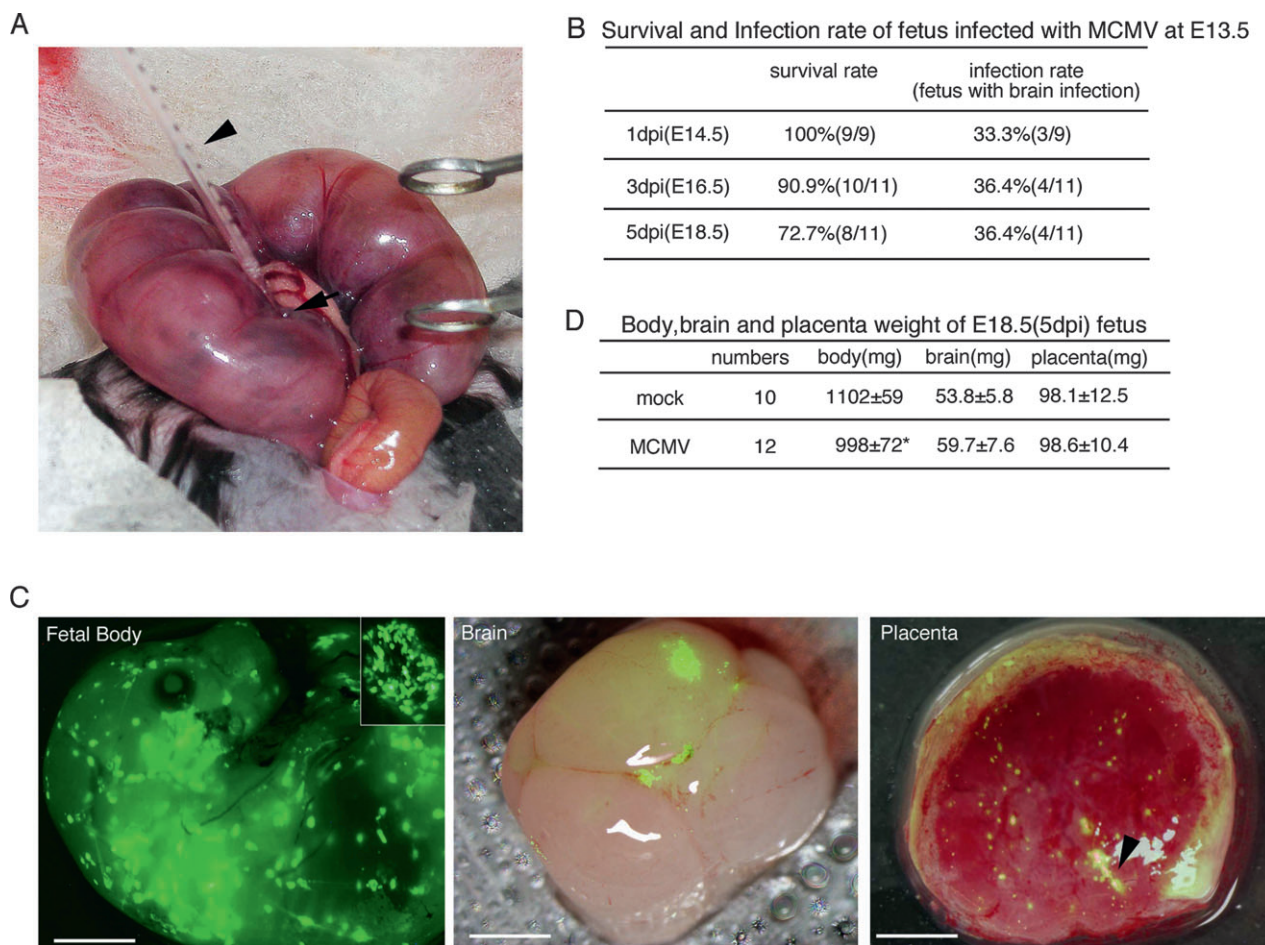 A
B Survival and Infection rate of fetus infected with MCMV at E13.5
survival rate infection rate
(fetus with brain infection)
1dpi(E14.5) 100%(9/9) 33.3%(3/9)
3dpi(E16.5) 90.9%(10/11) 36.4%(4/11)
5dpi(E18.5) 72.7%(8/11) 36.4%(4/11)
D Body,brain and placenta weight of E18.5(5dpi) fetus
numbers body(mg) brain(mg) placenta(mg)
mock 10 1102±59 53.8±5.8 98.1±12.5
MCMV 12 998±72* 59.7±7.6 98.6±10.4
C
Fetal Body Brain Placenta